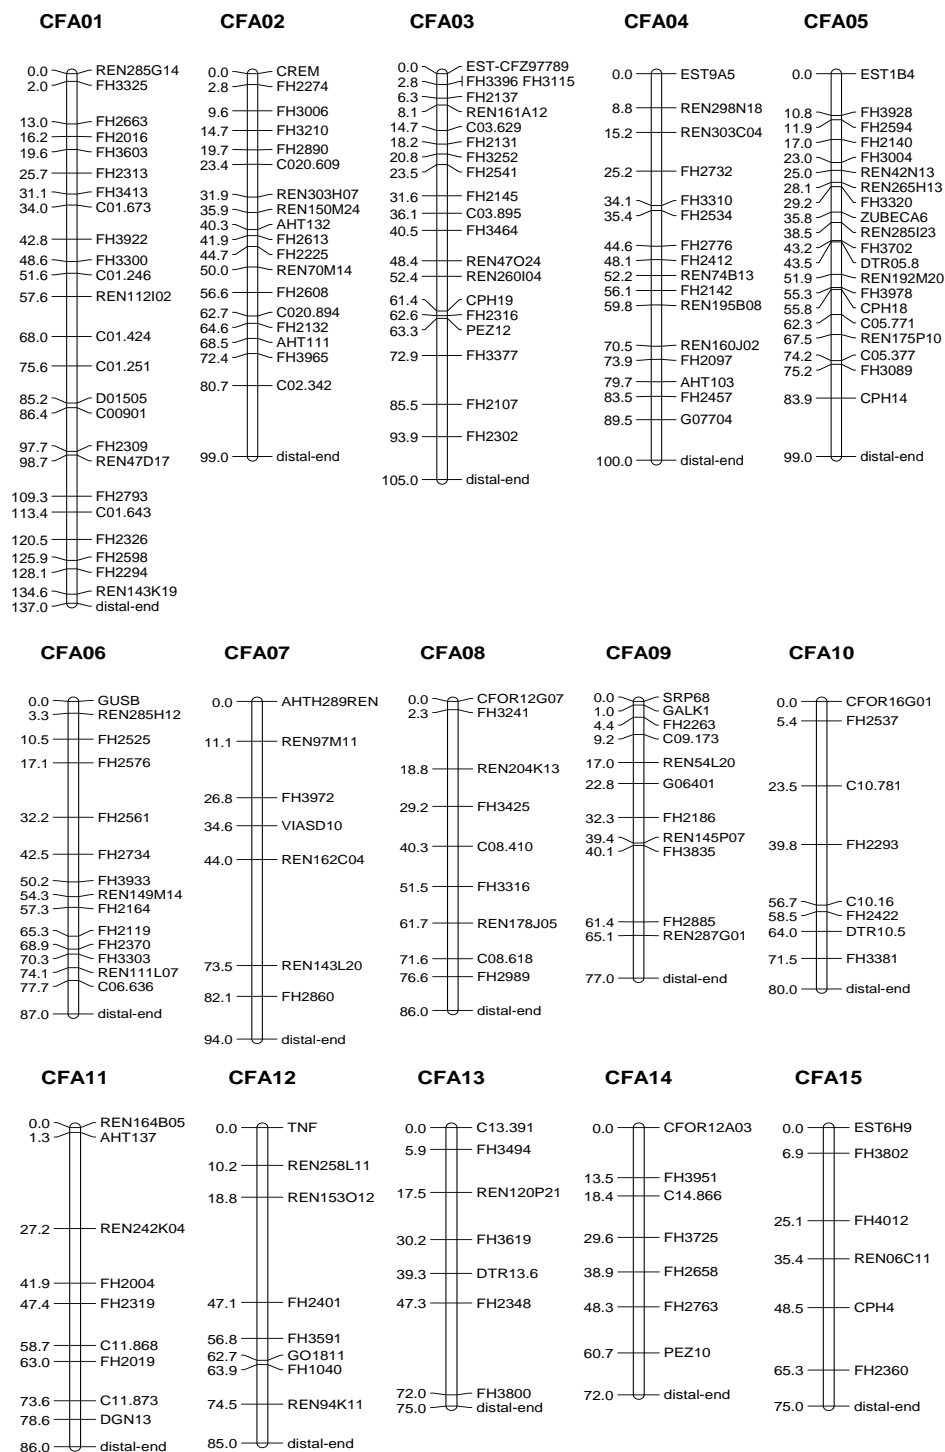 CFA01 CFA02 CFA03 CFA04 CFA05
0.0 REN285G14
2.0 FH3325
13.0 FH2663
16.2 FH2016
19.6 FH3603
25.7 FH2313
31.1 FH3413
34.0 C01.673
42.8 FH3922
48.6 FH3300
51.6 C01.246
57.6 REN112I02
68.0 C01.424
75.6 C01.251
85.2 D01505
86.4 C00901
97.7 FH2309
98.7 REN47D17
109.3 FH2793
113.4 C01.643
120.5 FH2326
125.9 FH2598
128.1 FH2294
134.6 REN143K19
137.0 distal-end
0.0 CREM
2.8 FH2274
9.6 FH3006
14.7 FH3210
19.7 FH2890
23.4 C020.609
31.9 REN303H07
35.9 REN150M24
40.3 AHT132
41.9 FH2613
44.7 FH2225
50.0 REN70M14
56.6 FH2608
62.7 C020.894
64.6 FH2132
68.5 AHT111
72.4 FH3965
80.7 C02.342
99.0 distal-end
0.0 EST-CFZ97789
2.8 FH3396 FH3115
6.3 FH2137
8.1 REN161A12
14.7 C03.629
18.2 FH2131
20.8 FH3252
23.5 FH2541
31.6 FH2145
36.1 C03.895
40.5 FH3464
48.4 REN47O24
52.4 REN260I04
61.4 CPH19
62.6 FH2316
63.3 PEZ12
72.9 FH3377
85.5 FH2107
93.9 FH2302
105.0 distal-end
0.0 EST9A5
8.8 REN298N18
15.2 REN303C04
25.2 FH2732
34.1 FH3310
35.4 FH2534
44.6 FH2776
48.1 FH2412
52.2 REN74B13
56.1 FH2142
59.8 REN195B08
70.5 REN160J02
73.9 FH2097
79.7 AHT103
83.5 FH2457
89.5 G07704
100.0 distal-end
0.0 EST1B4
10.8 FH3928
11.9 FH2594
17.0 FH2140
23.0 FH3004
25.0 REN42N13
28.1 REN265H13
29.2 FH3320
35.8 ZUBECA6
38.5 REN285I23
43.2 FH3702
43.5 DTR05.8
51.9 REN192M20
55.3 FH3978
55.8 CPH18
62.3 C05.771
67.5 REN175P10
74.2 C05.377
75.2 FH3089
83.9 CPH14
99.0 distal-end
CFA06 CFA07 CFA08 CFA09 CFA10
0.0 GUSB
3.3 REN285H12
10.5 FH2525
17.1 FH2576
32.2 FH2561
42.5 FH2734
50.2 FH3933
54.3 REN149M14
57.3 FH2164
65.3 FH2119
68.9 FH2370
70.3 FH3303
74.1 REN111L07
77.7 C06.636
87.0 distal-end
0.0 AHTH289REN
11.1 REN97M11
26.8 FH3972
34.6 VIASD10
44.0 REN162C04
73.5 REN143L20
82.1 FH2860
94.0 distal-end
0.0 CFOR12G07
2.3 FH3241
18.8 REN204K13
29.2 FH3425
40.3 C08.410
51.5 FH3316
61.7 REN178J05
71.6 C08.618
76.6 FH2989
86.0 distal-end
0.0 SRP68
1.0 GALK1
4.4 FH2263
9.2 C09.173
17.0 REN54L20
22.8 G06401
32.3 FH2186
39.4 REN145P07
40.1 FH3835
61.4 FH2885
65.1 REN287G01
77.0 distal-end
0.0 CFOR16G01
5.4 FH2537
23.5 C10.781
39.8 FH2293
56.7 C10.16
58.5 FH2422
64.0 DTR10.5
71.5 FH3381
80.0 distal-end
CFA11 CFA12 CFA13 CFA14 CFA15
0.0 REN164B05
1.3 AHT137
27.2 REN242K04
41.9 FH2004
47.4 FH2319
58.7 C11.868
63.0 FH2019
73.6 C11.873
78.6 DGN13
86.0 distal-end
0.0 TNF
10.2 REN258L11
18.8 REN153O12
47.1 FH2401
56.8 FH3591
62.7 GO1811
63.9 FH1040
74.5 REN94K11
85.0 distal-end
0.0 C13.391
5.9 FH3494
17.5 REN120P21
30.2 FH3619
39.3 DTR13.6
47.3 FH2348
72.0 FH3800
75.0 distal-end
0.0 CFOR12A03
13.5 FH3951
18.4 C14.866
29.6 FH3725
38.9 FH2658
48.3 FH2763
60.7 PEZ10
72.0 distal-end
0.0 EST6H9
6.9 FH3802
25.1 FH4012
35.4 REN06C11
48.5 CPH4
65.3 FH2360
75.0 distal-end